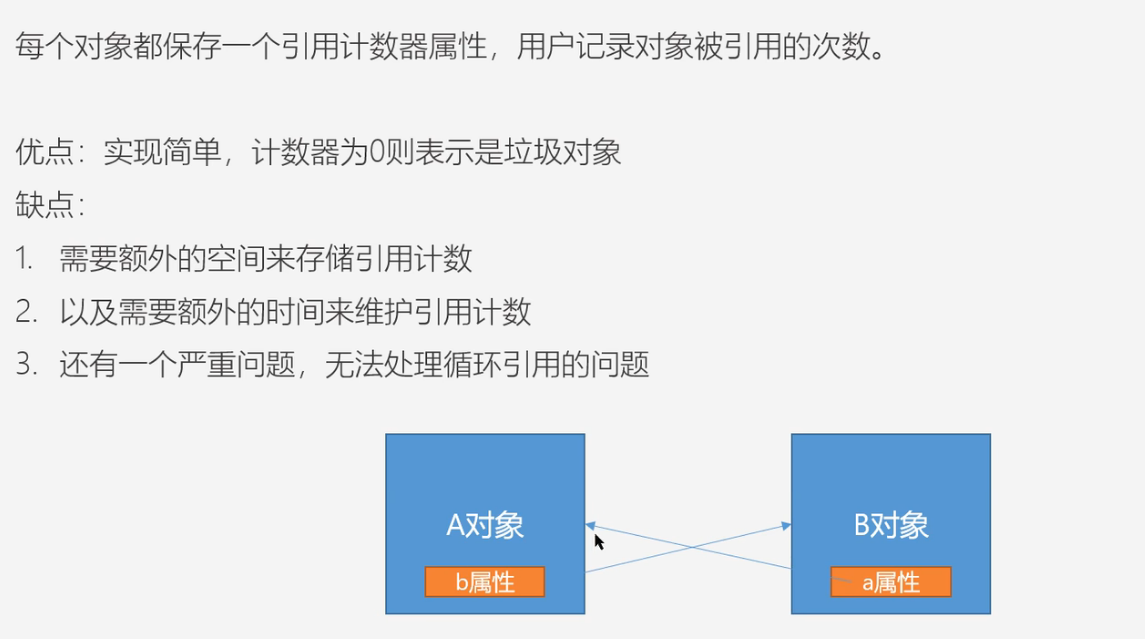 每个对象都保存一个引用计数器属性，用户记录对象被引用的次数。
优点：实现简单，计数器为0则表示是垃圾对象
缺点：
1. 需要额外的空间来存储引用计数
2. 以及需要额外的时间来维护引用计数
3. 还有一个严重问题，无法处理循环引用的问题
A对象
B对象
b属性
a属性